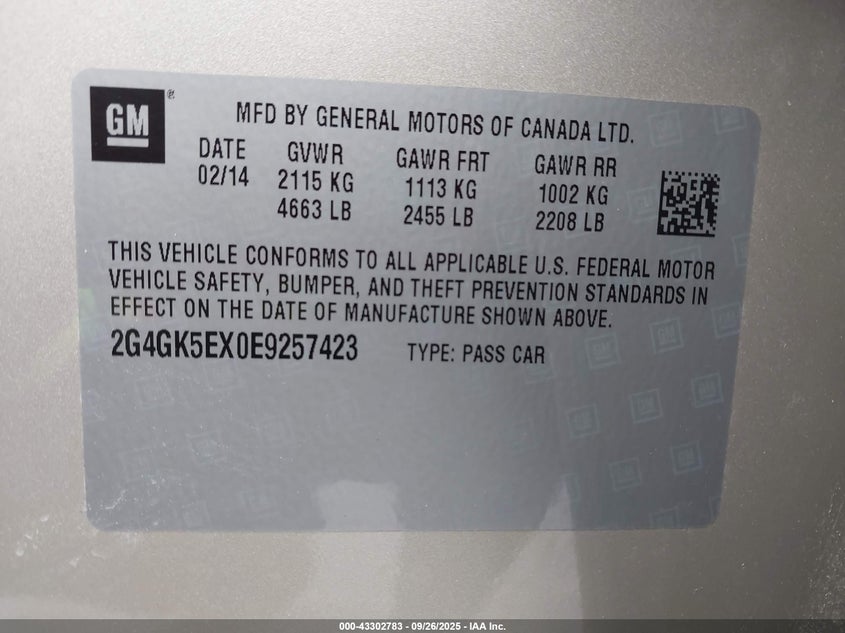 GM®
MFD BY GENERAL MOTORS OF CANADA LTD.
DATE GVWR GAWR FRT GAWR RR
02/14 2115 KG 1113 KG 1002 KG
4663 LB 2455 LB 2208 LB
THIS VEHICLE CONFORMS TO ALL APPLICABLE U.S. FEDERAL MOTOR
VEHICLE SAFETY, BUMPER, AND THEFT PREVENTION STANDARDS IN
EFFECT ON THE DATE OF MANUFACTURE SHOWN ABOVE.
2G4GK5EX0E9257423 TYPE: PASS CAR
000-43302783 - 09/26/2025 - IAA Inc.